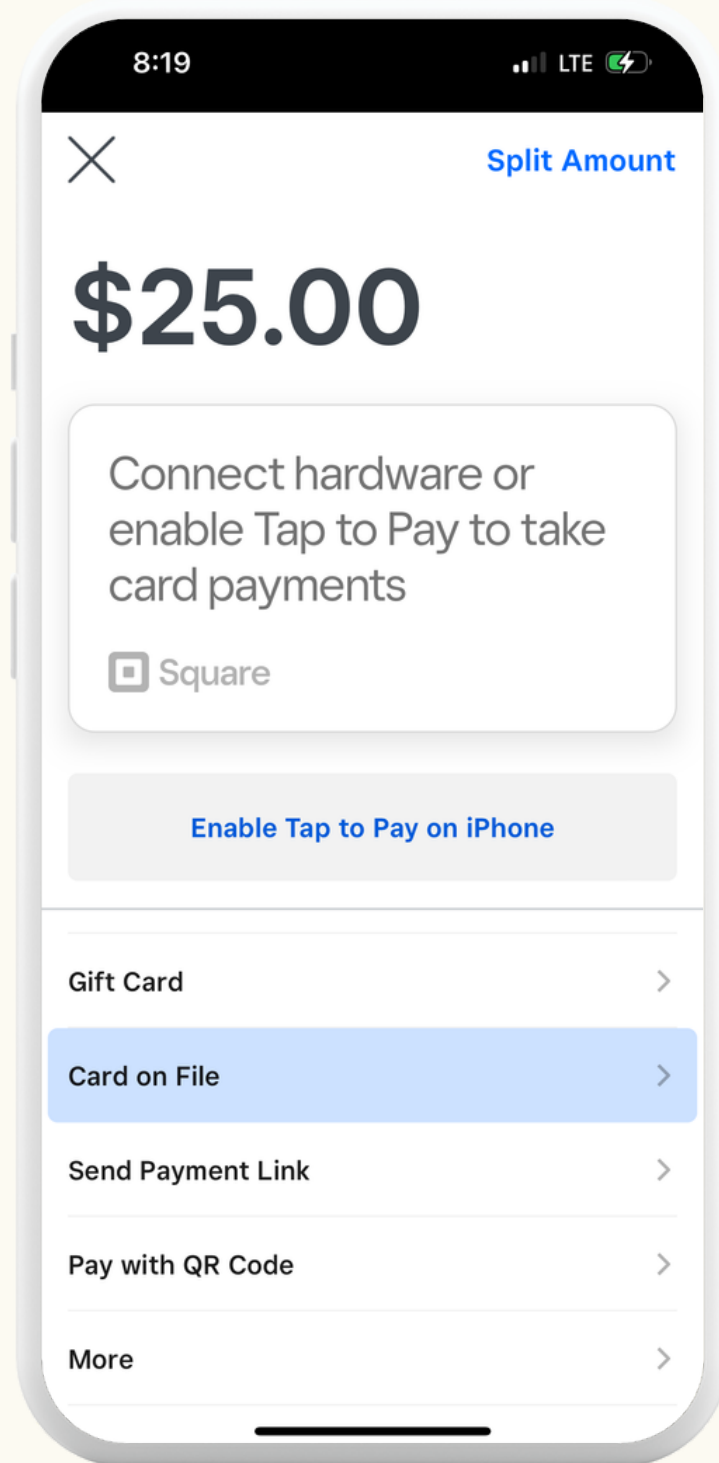 8:19 LTE
Split Amount
$25.00
Connect hardware or
enable Tap to Pay to take
card payments
Square
Enable Tap to Pay on iPhone
Gift Card
Card on File
Send Payment Link
Pay with QR Code
More